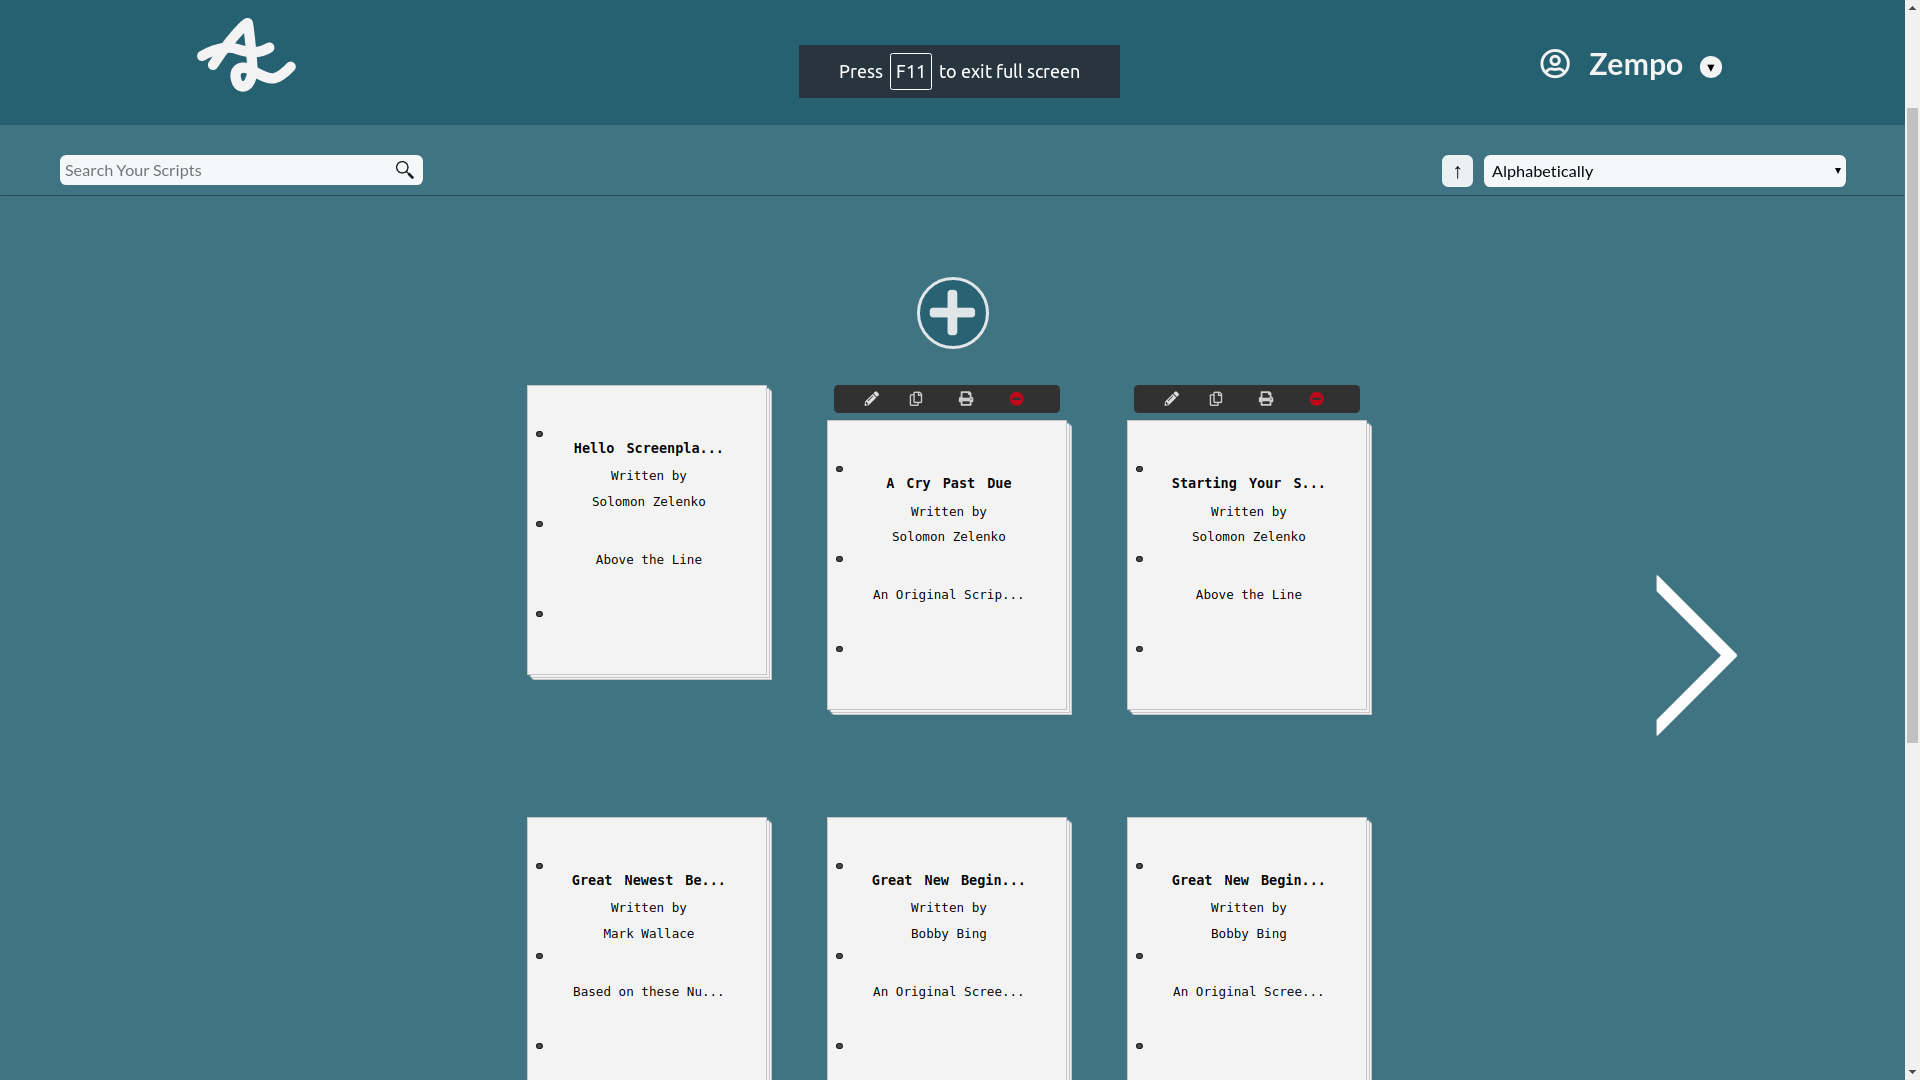 Press F11 to exit full screen
Zempo
Search Your Scripts
↑ Alphabetically
Hello Screenpla...
Written by
Solomon Zelenko
Above the Line
A Cry Past Due
Written by
Solomon Zelenko
An Original Scrip...
Starting Your S...
Written by
Solomon Zelenko
Above the Line
Great Newest Be...
Written by
Mark Wallace
Based on these Nu...
Great New Begin...
Written by
Bobby Bing
An Original Scree...
Great New Begin...
Written by
Bobby Bing
An Original Scree...